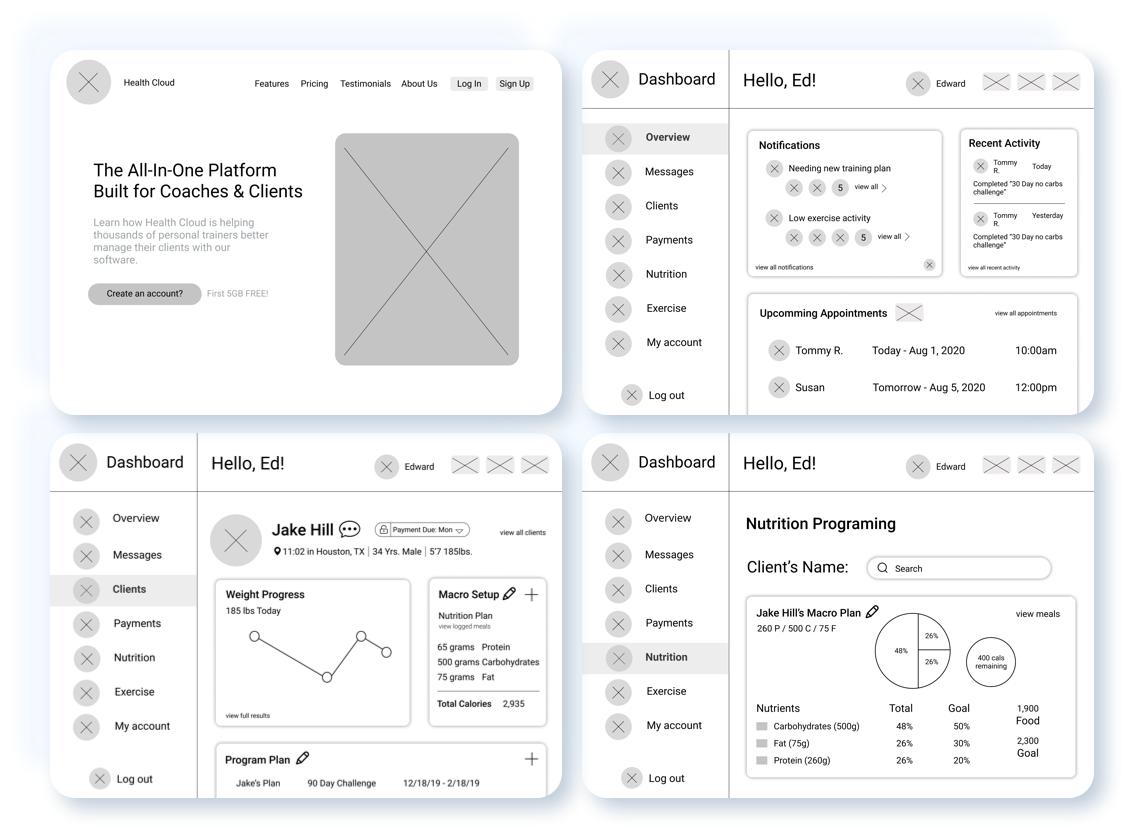 Health Cloud
Features Pricing Testimonials About Us Log In Sign Up
The All-In-One Platform
Built for Coaches & Clients
Learn how Health Cloud is helping
thousands of personal trainers better
manage their clients with our
software.
Create an account? First 5GB FREE!
Dashboard
Hello, Ed!
Edward
Overview
Messages
Clients
Payments
Nutrition
Exercise
My account
Log out
Notifications
Needing new training plan
5 view all
Low exercise activity
5 view all
view all notifications
Recent Activity
Tommy Today
R.
Completed "30 Day no carbs
challenge"
Tommy Yesterday
R.
Completed "30 Day no carbs
challenge"
view all recent activity
Upcomming Appointments view all appointments
Tommy R. Today - Aug 1, 2020 10:00am
Susan Tomorrow - Aug 5, 2020 12:00pm
Dashboard
Hello, Ed!
Edward
Overview
Messages
Clients
Payments
Nutrition
Exercise
My account
Log out
Jake Hill Payment Due: Mon view all clients
11:02 in Houston, TX | 34 Yrs. Male | 5'7 185lbs.
Weight Progress
185 lbs Today
view full results
Macro Setup
Nutrition Plan
view logged meals
65 grams Protein
500 grams Carbohydrates
75 grams Fat
Total Calories 2,935
Program Plan
Jake's Plan 90 Day Challenge 12/18/19 - 2/18/19
Dashboard
Hello, Ed!
Edward
Overview
Messages
Clients
Payments
Nutrition
Exercise
My account
Log out
Nutrition Programing
Client's Name: Search
Jake Hill's Macro Plan view meals
260 P / 500 C / 75 F
48%
26%
26%
400 cals
remaining
Nutrients Total Goal
Carbohydrates (500g) 48% 50%
Fat (75g) 26% 30%
Protein (260g) 26% 20%
1,900
Food
2,300
Goal